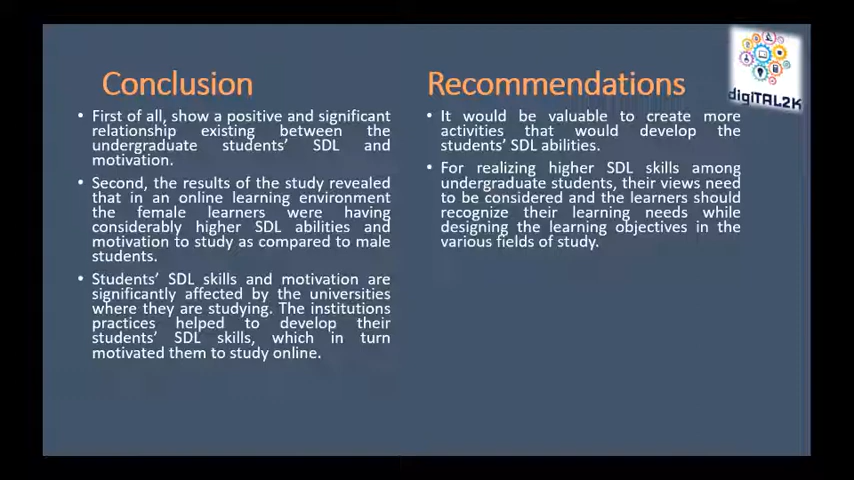 Conclusion
• First of all, show a positive and significant
relationship existing between the
undergraduate students' SDL and
motivation.
• Second, the results of the study revealed
that in an online learning environment
the female learners were having
considerably higher SDL abilities and
motivation to study as compared to male
students.
• Students' SDL skills and motivation are
significantly affected by the universities
where they are studying. The institutions
practices helped to develop their
students' SDL skills, which in turn
motivated them to study online.
Recommendations
• It would be valuable to create more
activities that would develop the
students' SDL abilities.
• For realizing higher SDL skills among
undergraduate students, their views need
to be considered and the learners should
recognize their learning needs while
designing the learning objectives in the
various fields of study.
digiTAL2K